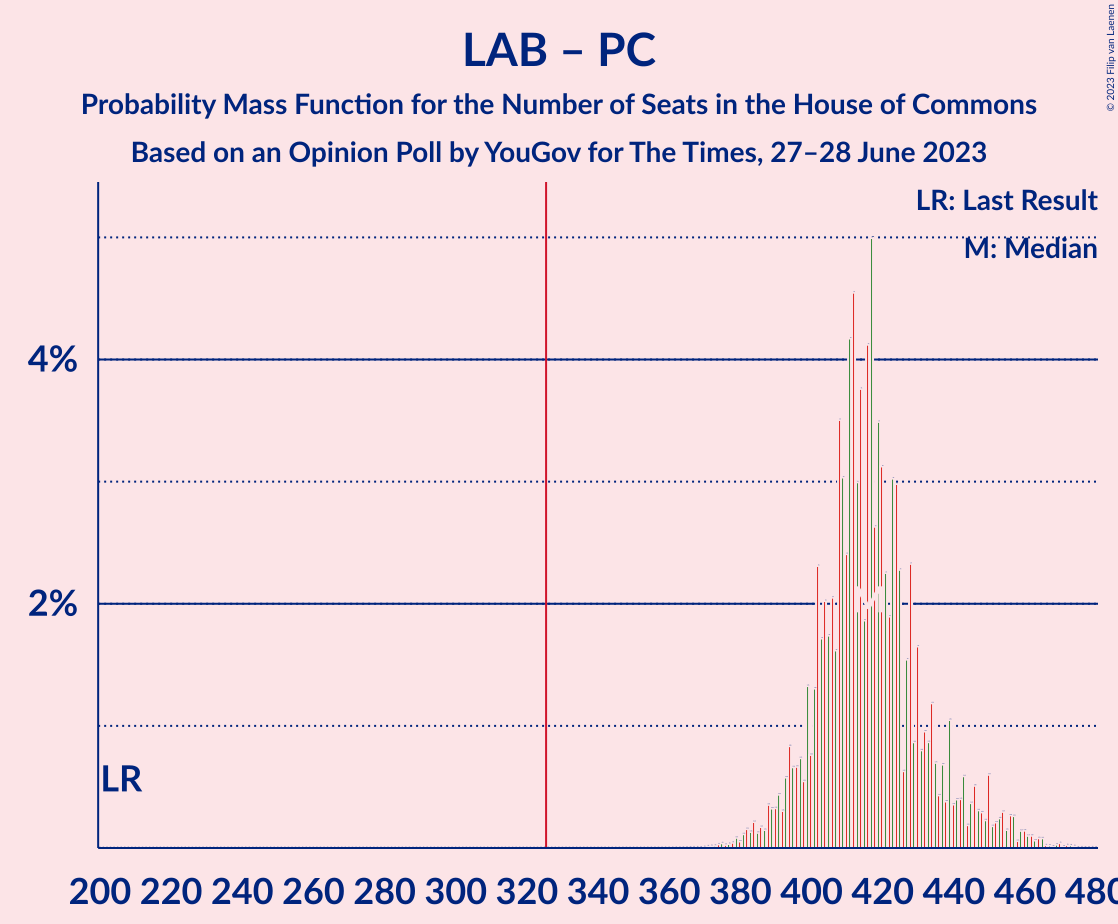 LAB – PC
Probability Mass Function for the Number of Seats in the House of Commons
Based on an Opinion Poll by YouGov for The Times, 27–28 June 2023
© 2023 Filip van Laenen
LR: Last Result
M: Median
4%
2%
LR
200 220 240 260 280 300 320 340 360 380 400 420 440 460 480